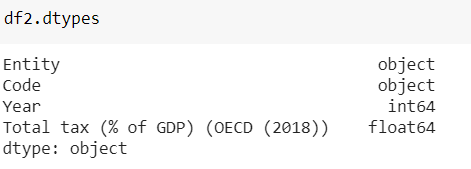 df2.dtypes
Entity object
Code object
Year int64
Total tax (% of GDP) (OECD (2018)) float64
dtype: object